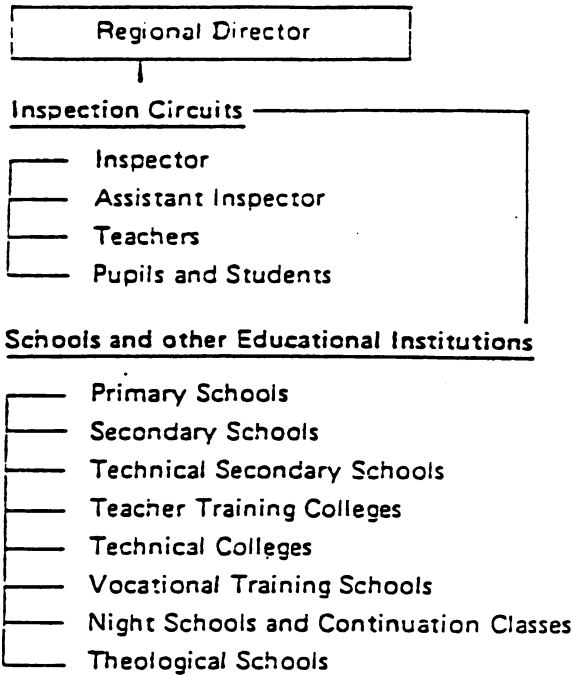 Regional Director
Inspection Circuits
Inspector
Assistant Inspector
Teachers
Pupils and Students
Schools and other Educational Institutions
Primary Schools
Secondary Schools
Technical Secondary Schools
Teacher Training Colleges
Technical Colleges
Vocational Training Schools
Night Schools and Continuation Classes
Theological Schools